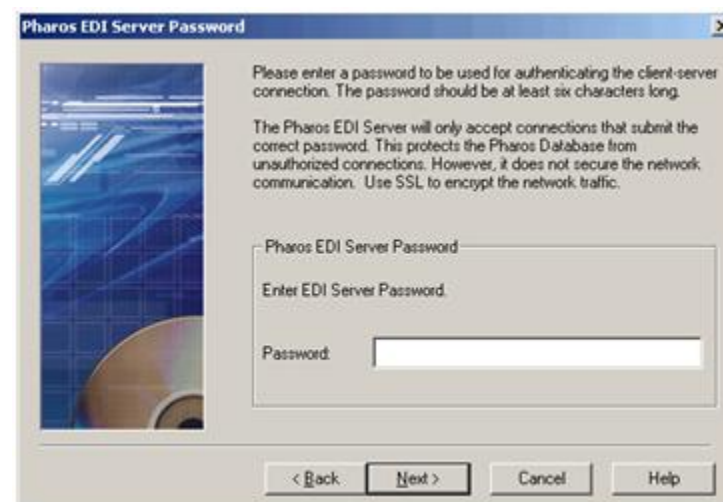 Pharos EDI Server Password
Please enter a password to be used for authenticating the client-server
connection. The password should be at least six characters long.
The Pharos EDI Server will only accept connections that submit the
correct password. This protects the Pharos Database from
unauthorized connections. However, it does not secure the network
communication. Use SSL to encrypt the network traffic.
Pharos EDI Server Password
Enter EDI Server Password.
Password:
< Back
Next >
Cancel
Help